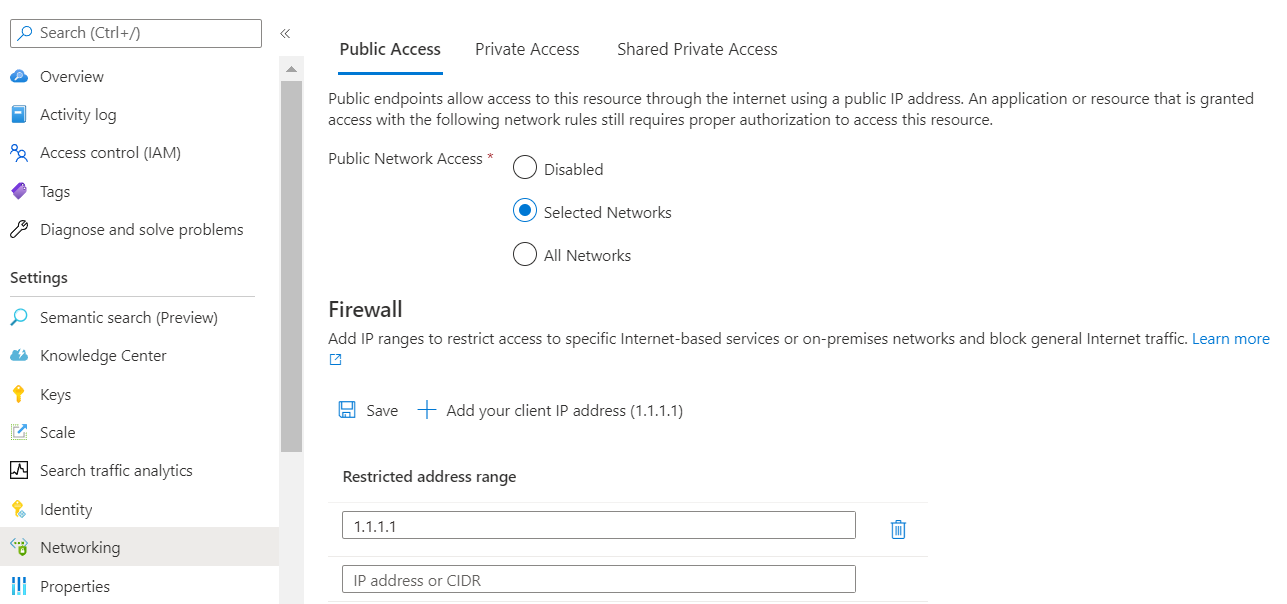 Search (Ctrl+/)
«
Overview
Activity log
Access control (IAM)
Tags
Diagnose and solve problems
Settings
Semantic search (Preview)
Knowledge Center
Keys
Scale
Search traffic analytics
Identity
Networking
Properties
Public Access Private Access Shared Private Access
Public endpoints allow access to this resource through the internet using a public IP address. An application or resource that is granted
access with the following network rules still requires proper authorization to access this resource.
Public Network Access *
Disabled
Selected Networks
All Networks
Firewall
Add IP ranges to restrict access to specific Internet-based services or on-premises networks and block general Internet traffic. Learn more
Save Add your client IP address (1.1.1.1)
Restricted address range
1.1.1.1
IP address or CIDR